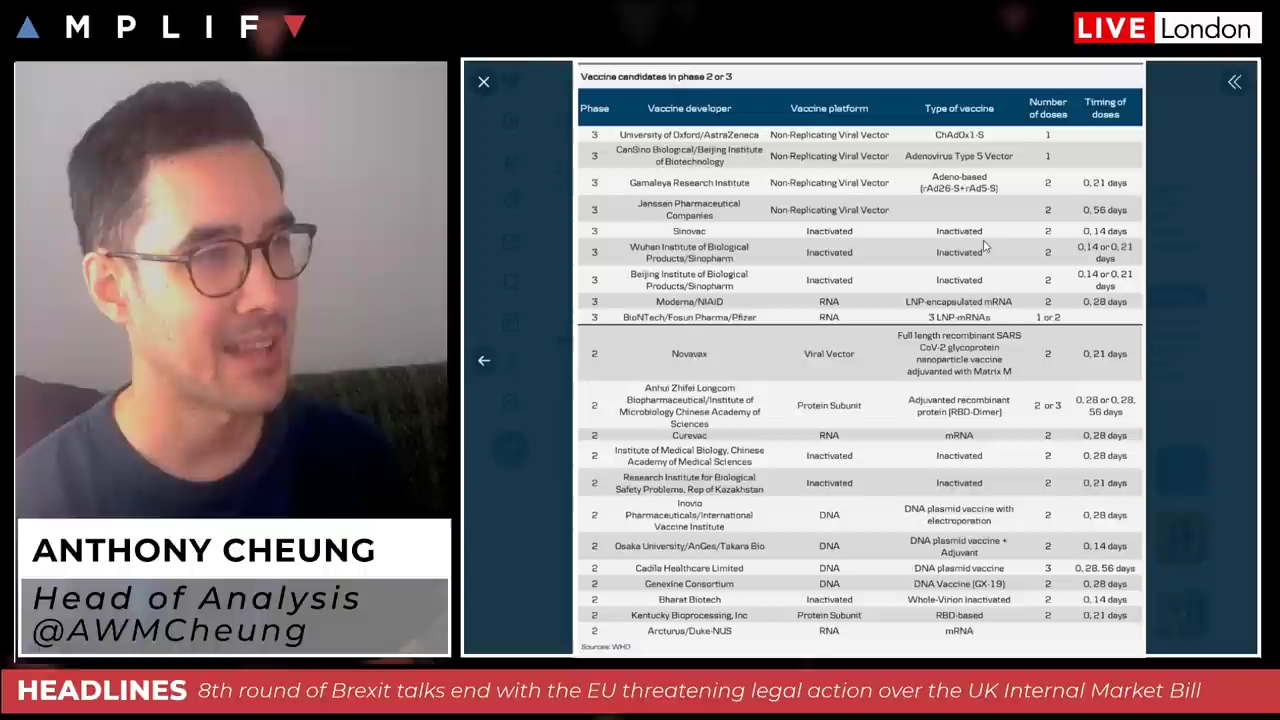 AMPLIFY
LIVE London
Vaccine candidates in phase 2 or 3
Phase Vaccine developer Vaccine platform Type of vaccine Number of doses Timing of doses
3 University of Oxford/AstraZeneca Non-Replicating Viral Vector ChAdOx1-S 1
3 CanSino Biological/Beijing Institute of Biotechnology Non-Replicating Viral Vector Adenovirus Type 5 Vector 1
3 Gamaleya Research Institute Non-Replicating Viral Vector Adeno-based (rAd26-S+rAd5-S) 2 0, 21 days
3 Janssen Pharmaceutical Companies Non-Replicating Viral Vector 2 0, 56 days
3 Sinovac Inactivated Inactivated 2 0, 14 days
3 Wuhan Institute of Biological Products/Sinopharm Inactivated Inactivated 2 0,14 or 0, 21 days
3 Beijing Institute of Biological Products/Sinopharm Inactivated Inactivated 2 0,14 or 0, 21 days
3 Moderna/NIAID RNA LNP-encapsulated mRNA 2 0, 28 days
3 BioNTech/Fosun Pharma/Pfizer RNA 3 LNP-mRNAs 1 or 2
2 Novavax Viral Vector Full length recombinant SARS CoV-2 glycoprotein nanoparticle vaccine adjuvanted with Matrix M 2 0, 21 days
2 Anhui Zhifei Longcom Biopharmaceutical/Institute of Microbiology Chinese Academy of Sciences Protein Subunit Adjuvanted recombinant protein (RBD-Dimer) 2 or 3 0, 28 or 0, 28, 56 days
2 Curevac RNA mRNA 2 0, 28 days
2 Institute of Medical Biology, Chinese Academy of Medical Sciences Inactivated Inactivated 2 0, 28 days
2 Research Institute for Biological Safety Problems, Rep of Kazakhstan Inactivated Inactivated 2 0, 21 days
2 Inovio Pharmaceuticals/International Vaccine Institute DNA DNA plasmid vaccine with electroporation 2 0, 28 days
2 Osaka University/AnGes/Takara Bio DNA DNA plasmid vaccine + Adjuvant 2 0, 14 days
2 Cadila Healthcare Limited DNA DNA plasmid vaccine 3 0, 28, 56 days
2 Genexine Consortium DNA DNA Vaccine (GX-19) 2 0, 28 days
2 Bharat Biotech Inactivated Whole-Virion Inactivated 2 0, 14 days
2 Kentucky Bioprocessing, Inc Protein Subunit RBD-based 2 0, 21 days
2 Arcturus/Duke-NUS RNA mRNA
Sources: WHO
ANTHONY CHEUNG
Head of Analysis
@AWMCheung
HEADLINES 8th round of Brexit talks end with the EU threatening legal action over the UK Internal Market Bill